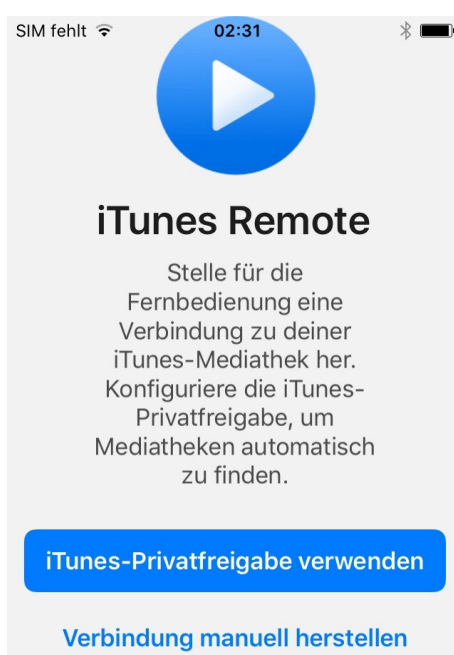 SIM fehlt 02:31
iTunes Remote
Stelle für die
Fernbedienung eine
Verbindung zu deiner
iTunes-Mediathek her.
Konfiguriere die iTunes-
Privatfreigabe, um
Mediatheken automatisch
zu finden.
iTunes-Privatfreigabe verwenden
Verbindung manuell herstellen